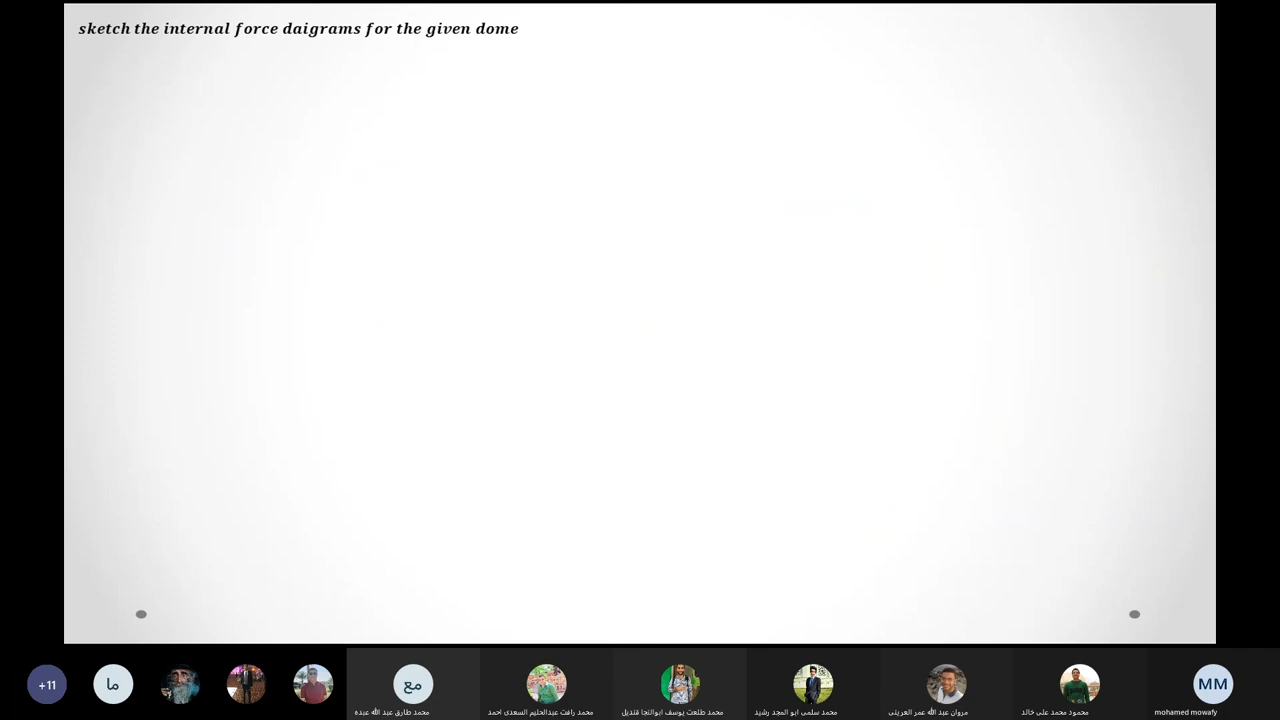 sketch the internal force daigrams for the given dome
+11
ما
مع
MM
محمد طارق عبد الله عبده
محمد رافت عبدالحليم السعدى احمد
محمد طلعت يوسف ابوالنجا قنديل
محمد سلمى ابو المجد رشيد
مروان عبد الله عمر العرينى
محمود محمد على خالد
mohamed mowafy